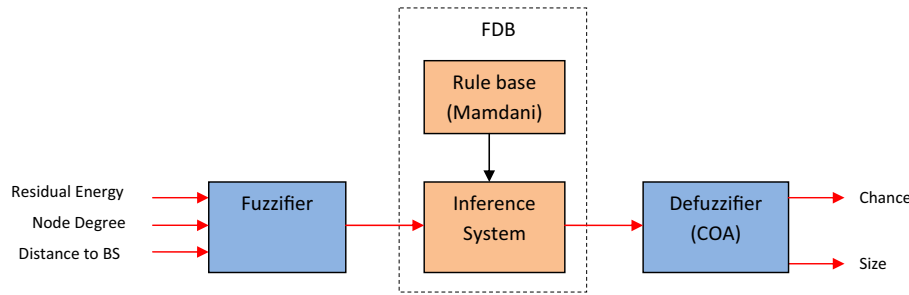 FDB
Rule base
(Mamdani)
Residual Energy
Node Degree
Distance to BS
Fuzzifier
Inference
System
Defuzzifier
(COA)
Chance
Size